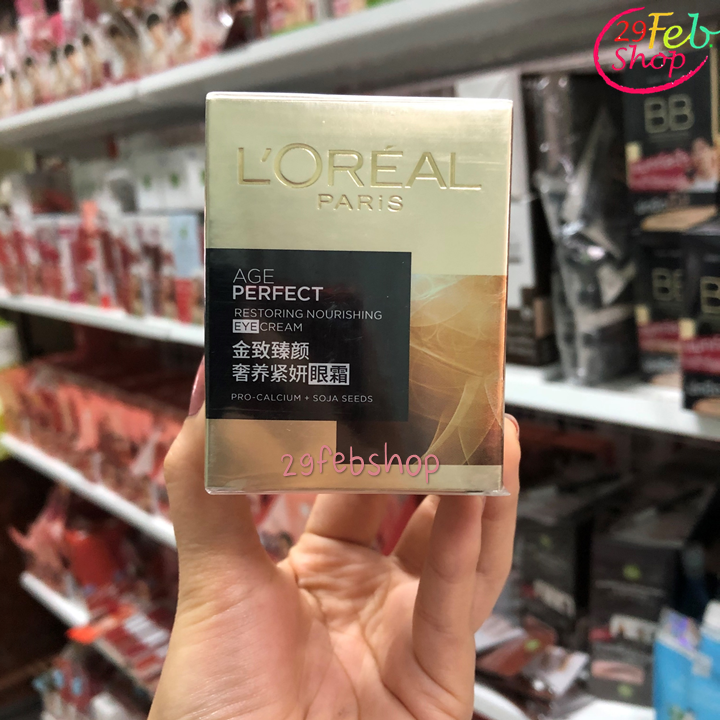 29Feb
Shop
L'ORÉAL
PARiS
AGE
PERFECT
RESTORING NOURISHING
EYE CREAM
金致臻颜
奢养紧妍眼霜
PRO-CALCIUM + SOJA SEEDS
29febshop
BB
BB